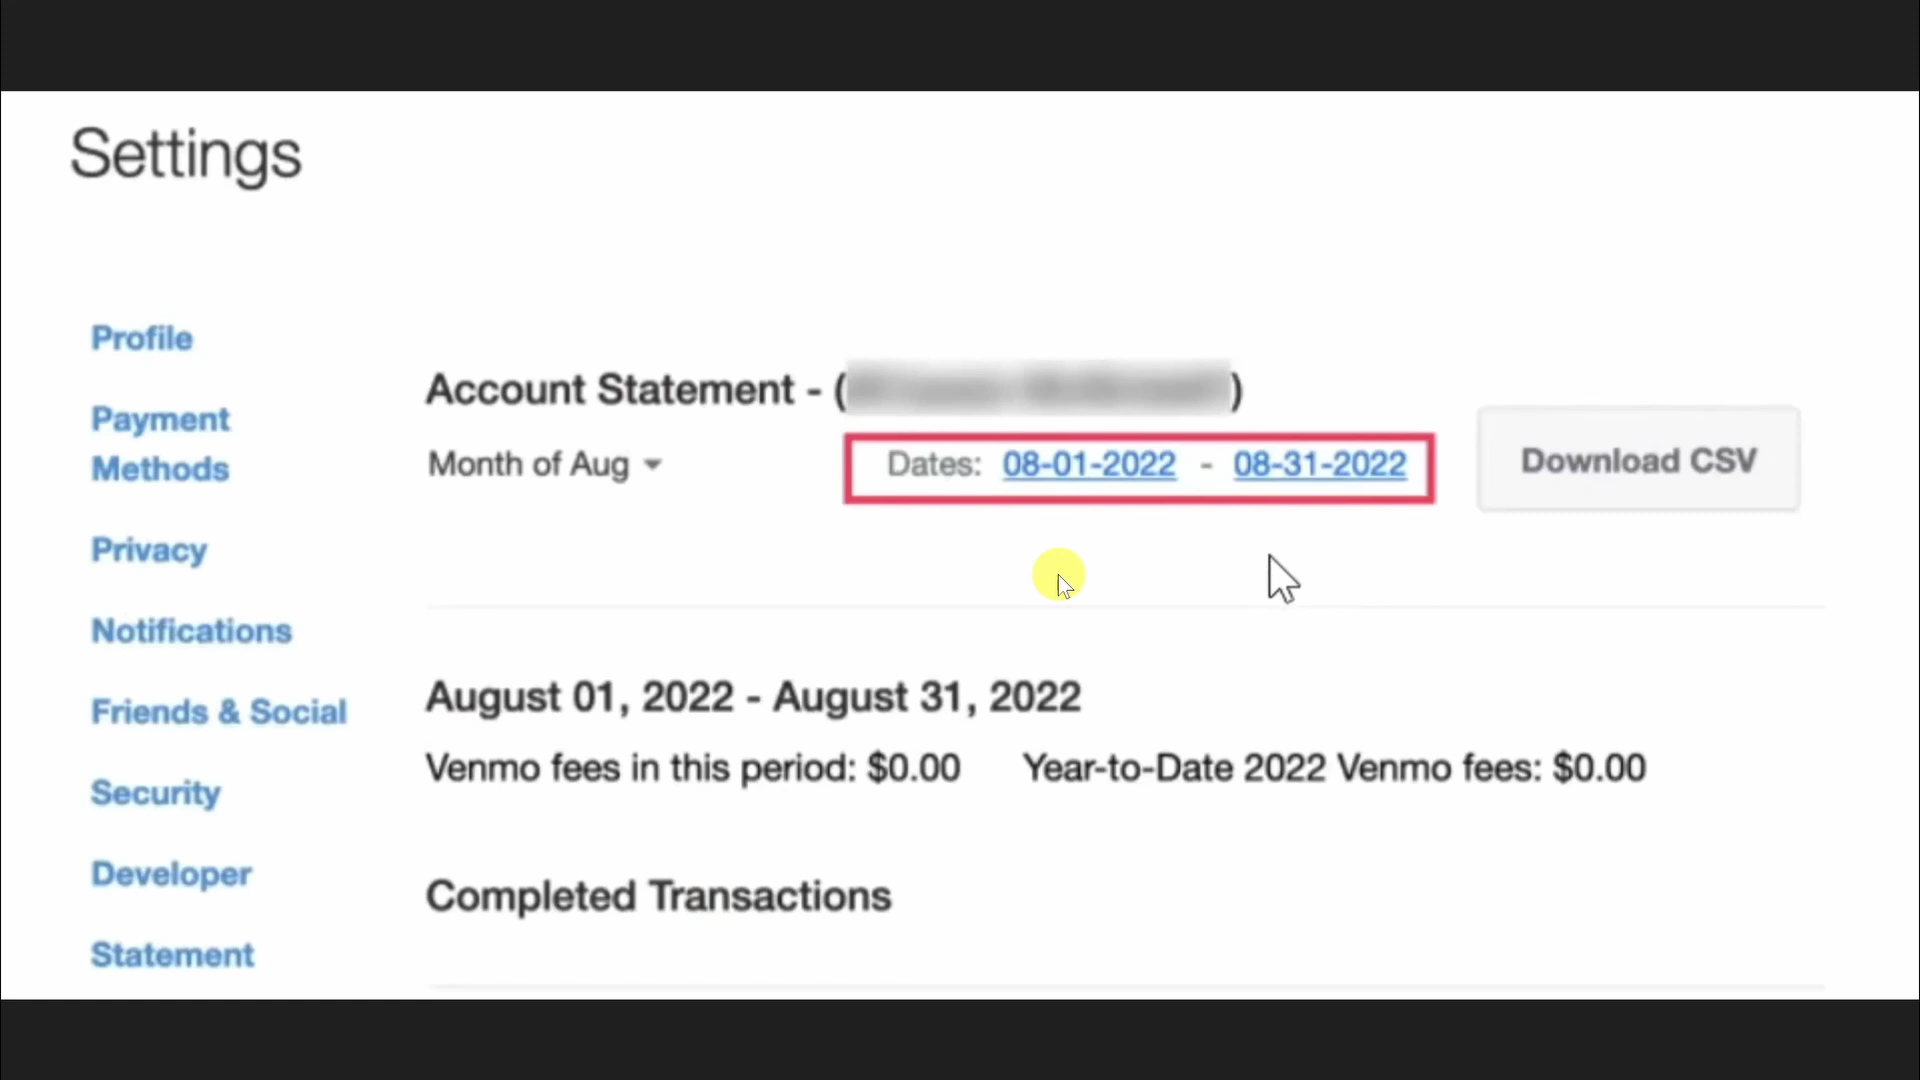 Settings
Profile
Payment
Methods
Privacy
Notifications
Friends & Social
Security
Developer
Statement
Account Statement - ( )
Month of Aug
Dates: 08-01-2022 - 08-31-2022
Download CSV
August 01, 2022 - August 31, 2022
Venmo fees in this period: $0.00 Year-to-Date 2022 Venmo fees: $0.00
Completed Transactions